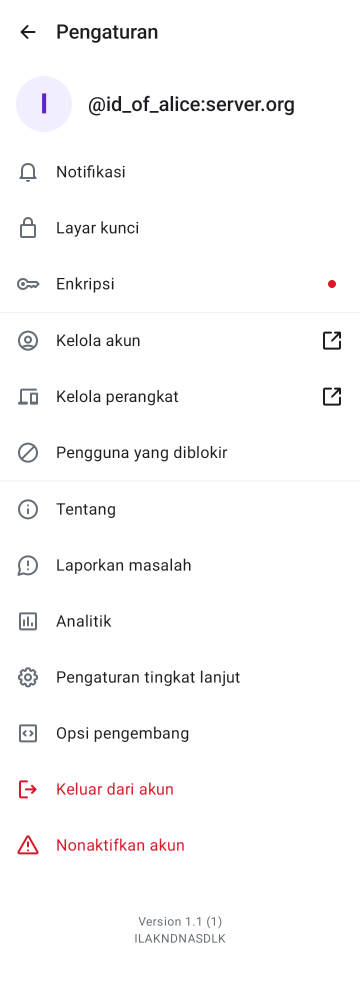 Pengaturan
I
@id_of_alice:server.org
Notifikasi
Layar kunci
Enkripsi
Kelola akun
Kelola perangkat
Pengguna yang diblokir
Tentang
Laporkan masalah
Analitik
Pengaturan tingkat lanjut
Opsi pengembang
Keluar dari akun
Nonaktifkan akun
Version 1.1 (1)
ILAKNDNASDLK